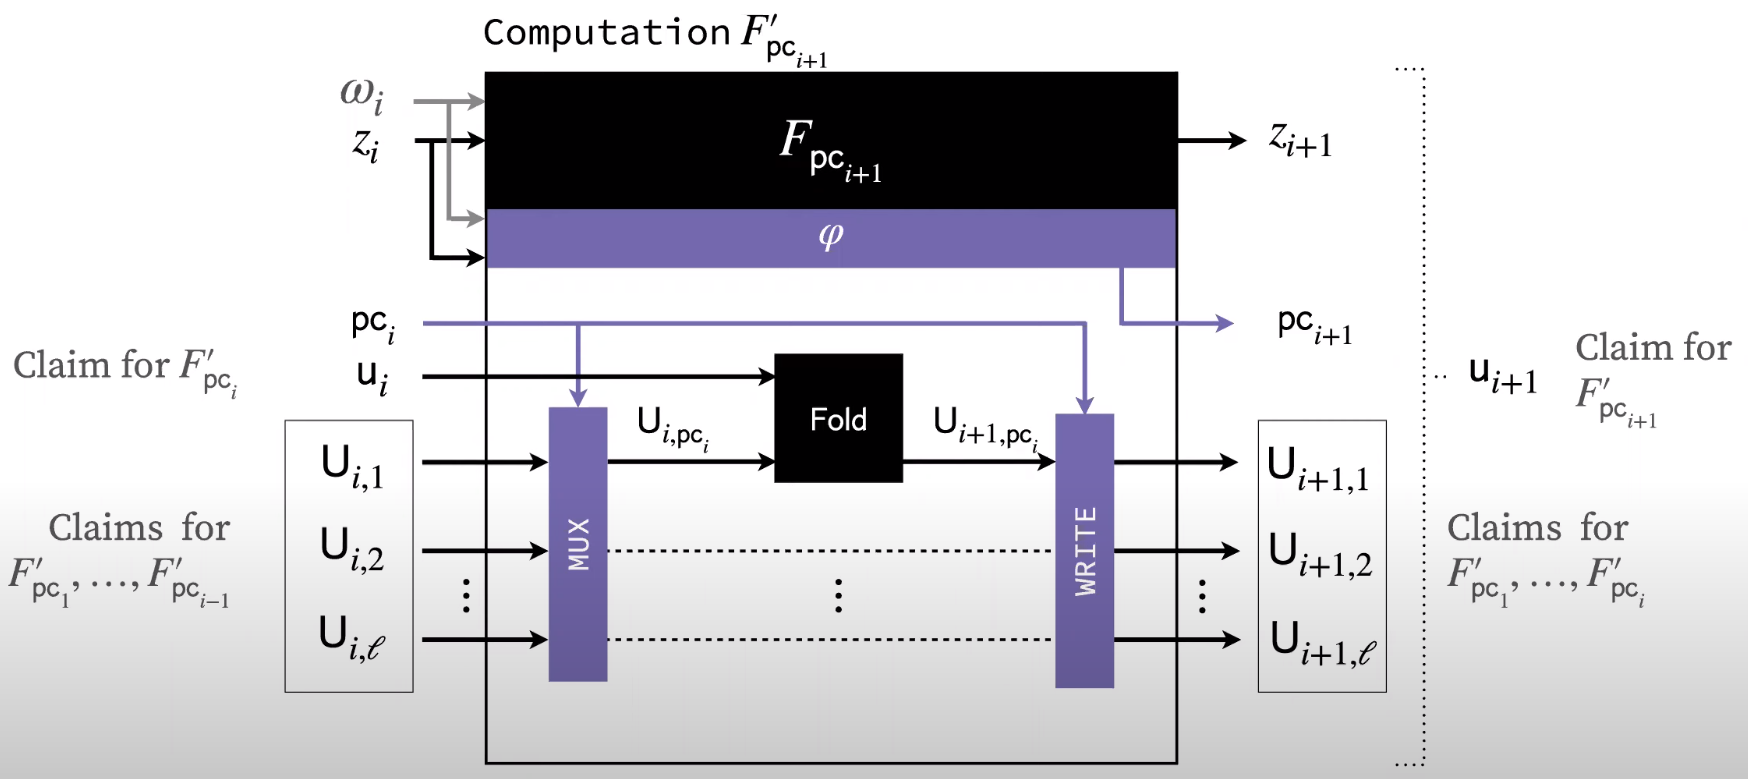 Computation F′pcᵢ₊₁
ωᵢ
zᵢ
Fpcᵢ₊₁
zᵢ₊₁
φ
pcᵢ
pcᵢ₊₁
Claim for F′pcᵢ
uᵢ
Fold
Uᵢ,pcᵢ
Uᵢ₊₁,pcᵢ
uᵢ₊₁
Claim for
F′pcᵢ₊₁
Uᵢ,₁
Uᵢ₊₁,₁
Claims for
F′pc₁, …, F′pcᵢ₋₁
Uᵢ,₂
⋮
Uᵢ,ℓ
MUX
⋮
WRITE
Uᵢ₊₁,₂
⋮
Uᵢ₊₁,ℓ
Claims for
F′pc₁, …, F′pcᵢ